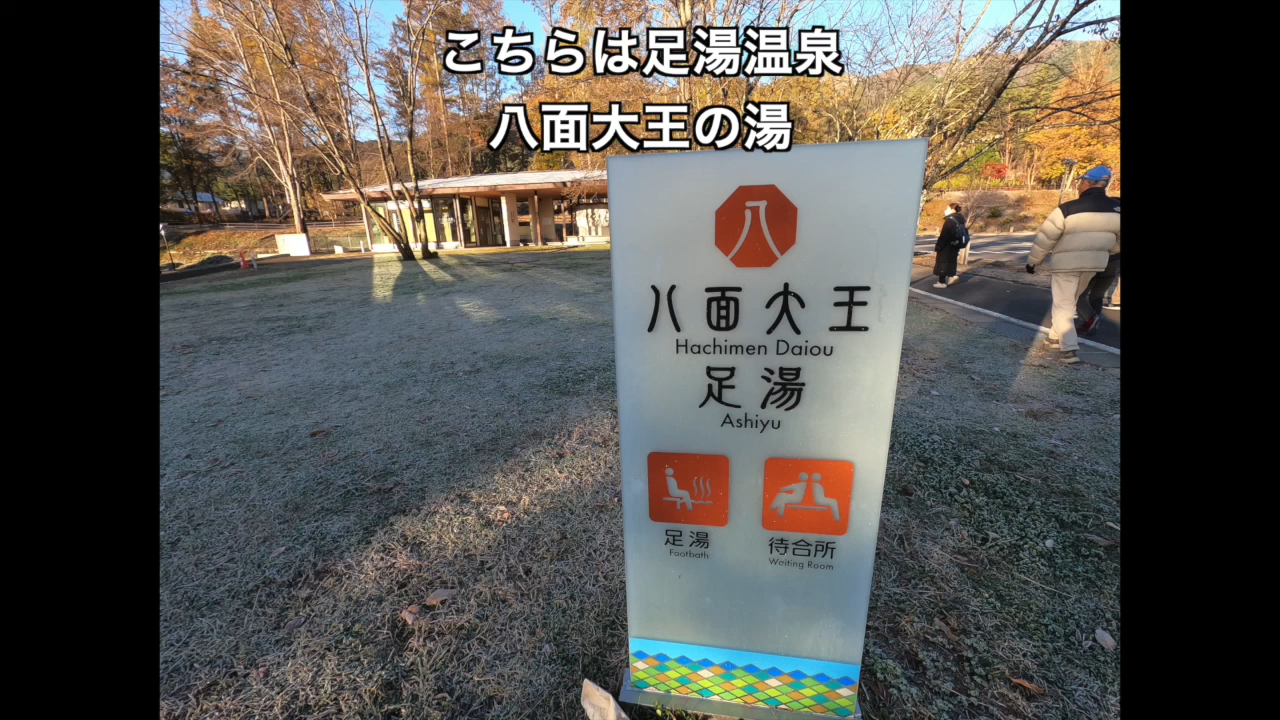 こちらは足湯温泉
八面大王の湯
八
八面大王
Hachimen Daiou
足湯
Ashiyu
足湯 待合所
Footbath Waiting Room